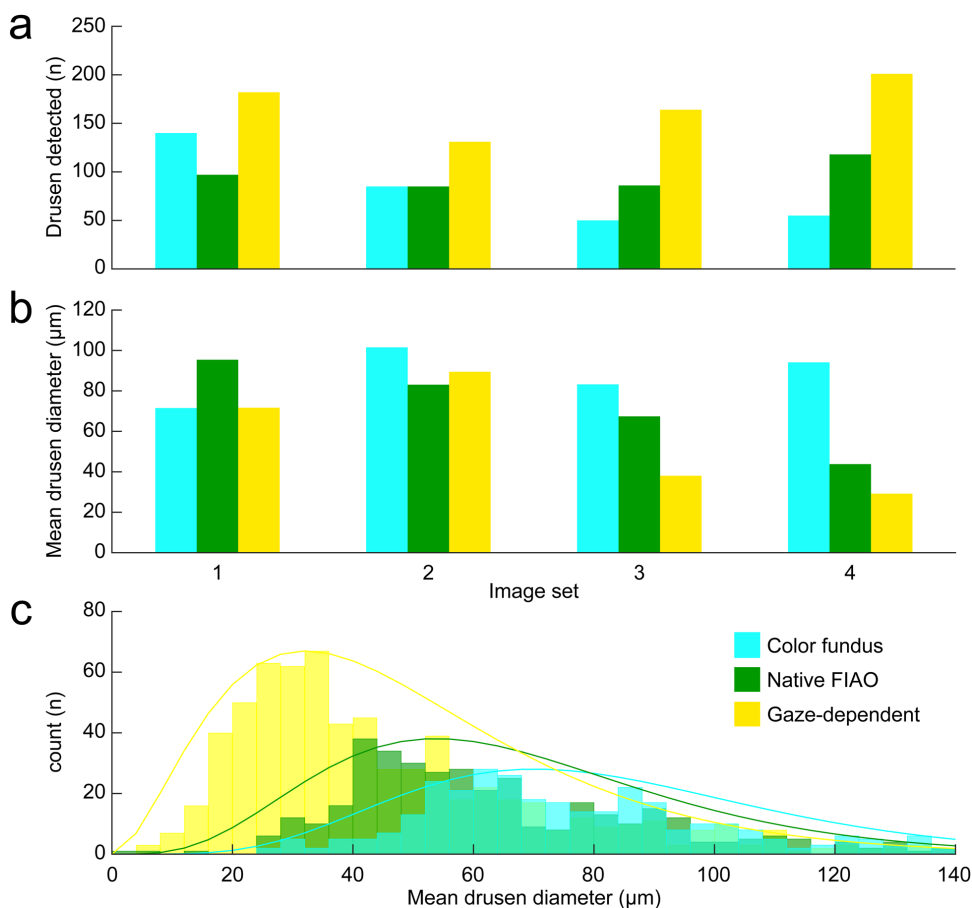 a
Drusen detected (n)
250
200
150
100
50
0
b
Mean drusen diameter (µm)
120
100
80
60
40
20
0
1 2 3 4
Image set
c
count (n)
80
60
40
20
0
Color fundus
Native FIAO
Gaze-dependent
0 20 40 60 80 100 120 140
Mean drusen diameter (µm)